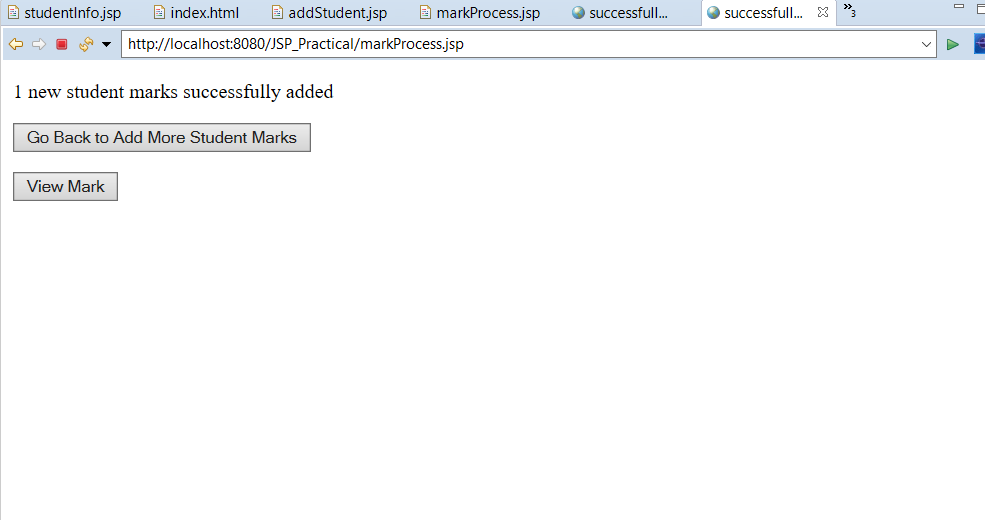 studentInfo.jsp index.html addStudent.jsp markProcess.jsp successfull... successfull... »3
http://localhost:8080/JSP_Practical/markProcess.jsp
1 new student marks successfully added
Go Back to Add More Student Marks
View Mark